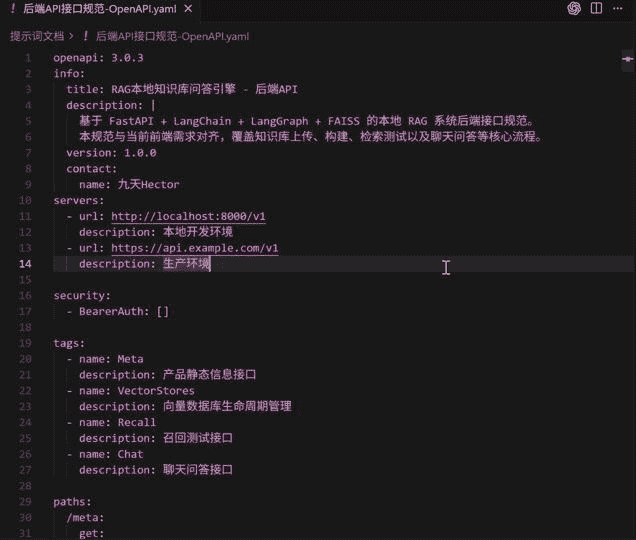 ! 后端API接口规范-OpenAPI.yaml ×
提示词文档 > ! 后端API接口规范-OpenAPI.yaml
1 openapi: 3.0.3
2 info:
3   title: RAG本地知识库问答引擎 - 后端API
4   description: |
5     基于 FastAPI + LangChain + LangGraph + FAISS 的本地 RAG 系统后端接口规范。
6     本规范与当前前端需求对齐，覆盖知识库上传、构建、检索测试以及聊天问答等核心流程。
7   version: 1.0.0
8   contact:
9     name: 九天Hector
10 servers:
11   - url: http://localhost:8000/v1
12     description: 本地开发环境
13   - url: https://api.example.com/v1
14     description: 生产环境
15
16 security:
17   - BearerAuth: []
18
19 tags:
20   - name: Meta
21     description: 产品静态信息接口
22   - name: VectorStores
23     description: 向量数据库生命周期管理
24   - name: Recall
25     description: 召回测试接口
26   - name: Chat
27     description: 聊天问答接口
28
29 paths:
30   /meta:
31     get: